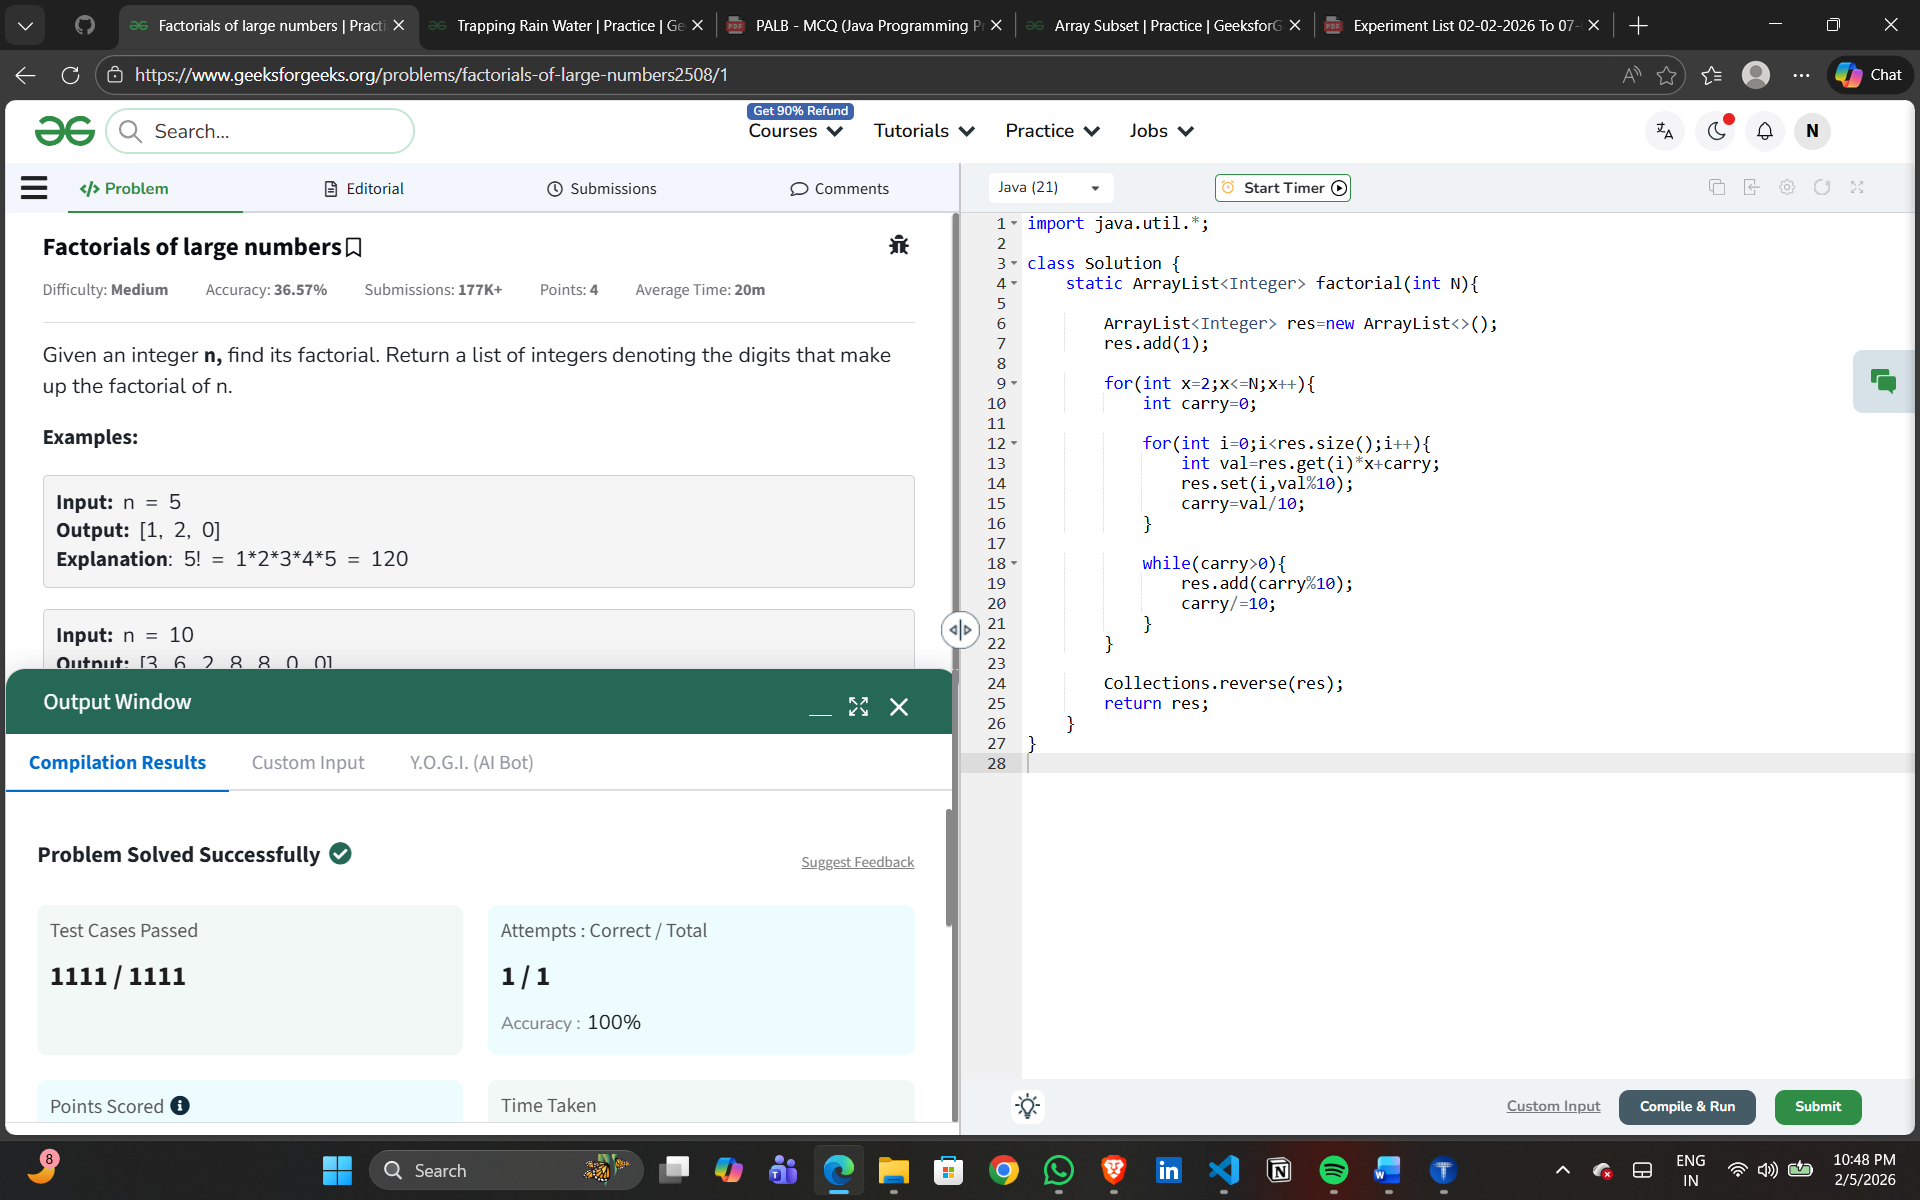 Factorials of large numbers | Practi
Trapping Rain Water | Practice | Ge
PALB - MCQ (Java Programming P
Array Subset | Practice | GeeksforG
Experiment List 02-02-2026 To 07-
https://www.geeksforgeeks.org/problems/factorials-of-large-numbers2508/1
Chat
Search...
Get 90% Refund
Courses
Tutorials
Practice
Jobs
N
Problem
Editorial
Submissions
Comments
Factorials of large numbers
Difficulty: Medium Accuracy: 36.57% Submissions: 177K+ Points: 4 Average Time: 20m
Given an integer n, find its factorial. Return a list of integers denoting the digits that make
up the factorial of n.
Examples:
Input: n = 5
Output: [1, 2, 0]
Explanation: 5! = 1*2*3*4*5 = 120
Input: n = 10
Output: [3, 6, 2, 8, 8, 0, 0]
Output Window
Compilation Results
Custom Input
Y.O.G.I. (AI Bot)
Problem Solved Successfully
Suggest Feedback
Test Cases Passed
1111 / 1111
Attempts : Correct / Total
1 / 1
Accuracy : 100%
Points Scored
Time Taken
Java (21)
Start Timer
1 import java.util.*;
2
3 class Solution {
4 static ArrayList<Integer> factorial(int N){
5
6 ArrayList<Integer> res=new ArrayList<>();
7 res.add(1);
8
9 for(int x=2;x<=N;x++){
10 int carry=0;
11
12 for(int i=0;i<res.size();i++){
13 int val=res.get(i)*x+carry;
14 res.set(i,val%10);
15 carry=val/10;
16 }
17
18 while(carry>0){
19 res.add(carry%10);
20 carry/=10;
21 }
22 }
23
24 Collections.reverse(res);
25 return res;
26 }
27 }
28
Custom Input
Compile & Run
Submit
8
Search
ENG
IN
10:48 PM
2/5/2026